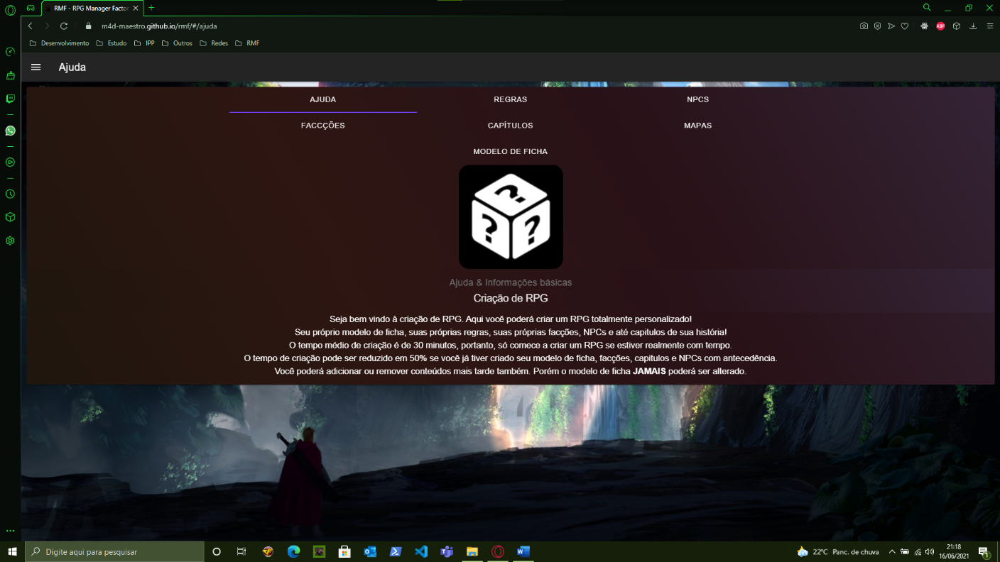 RMF - RPG Manager Factor
m4d-maestro.github.io/rmf/#/ajuda
ABP
Desenvolvimento Estudo IPP Outros Redes RMF
Ajuda
AJUDA REGRAS NPCS
FACCÇÕES CAPÍTULOS MAPAS
MODELO DE FICHA
? ? ?
Ajuda & Informações básicas
Criação de RPG
Seja bem vindo à criação de RPG. Aqui você poderá criar um RPG totalmente personalizado!
Seu próprio modelo de ficha, suas próprias regras, suas próprias facções, NPCs e até capitulos de sua história!
O tempo médio de criação é de 30 minutos, portanto, só comece a criar um RPG se estiver realmente com tempo.
O tempo de criação pode ser reduzido em 50% se você já tiver criado seu modelo de ficha, facções, capitulos e NPCs com antecedência.
Você poderá adicionar ou remover conteúdos mais tarde também. Porém o modelo de ficha JAMAIS poderá ser alterado.
Digite aqui para pesquisar
22ºC Panc. de chuva
21:18
16/06/2021
1